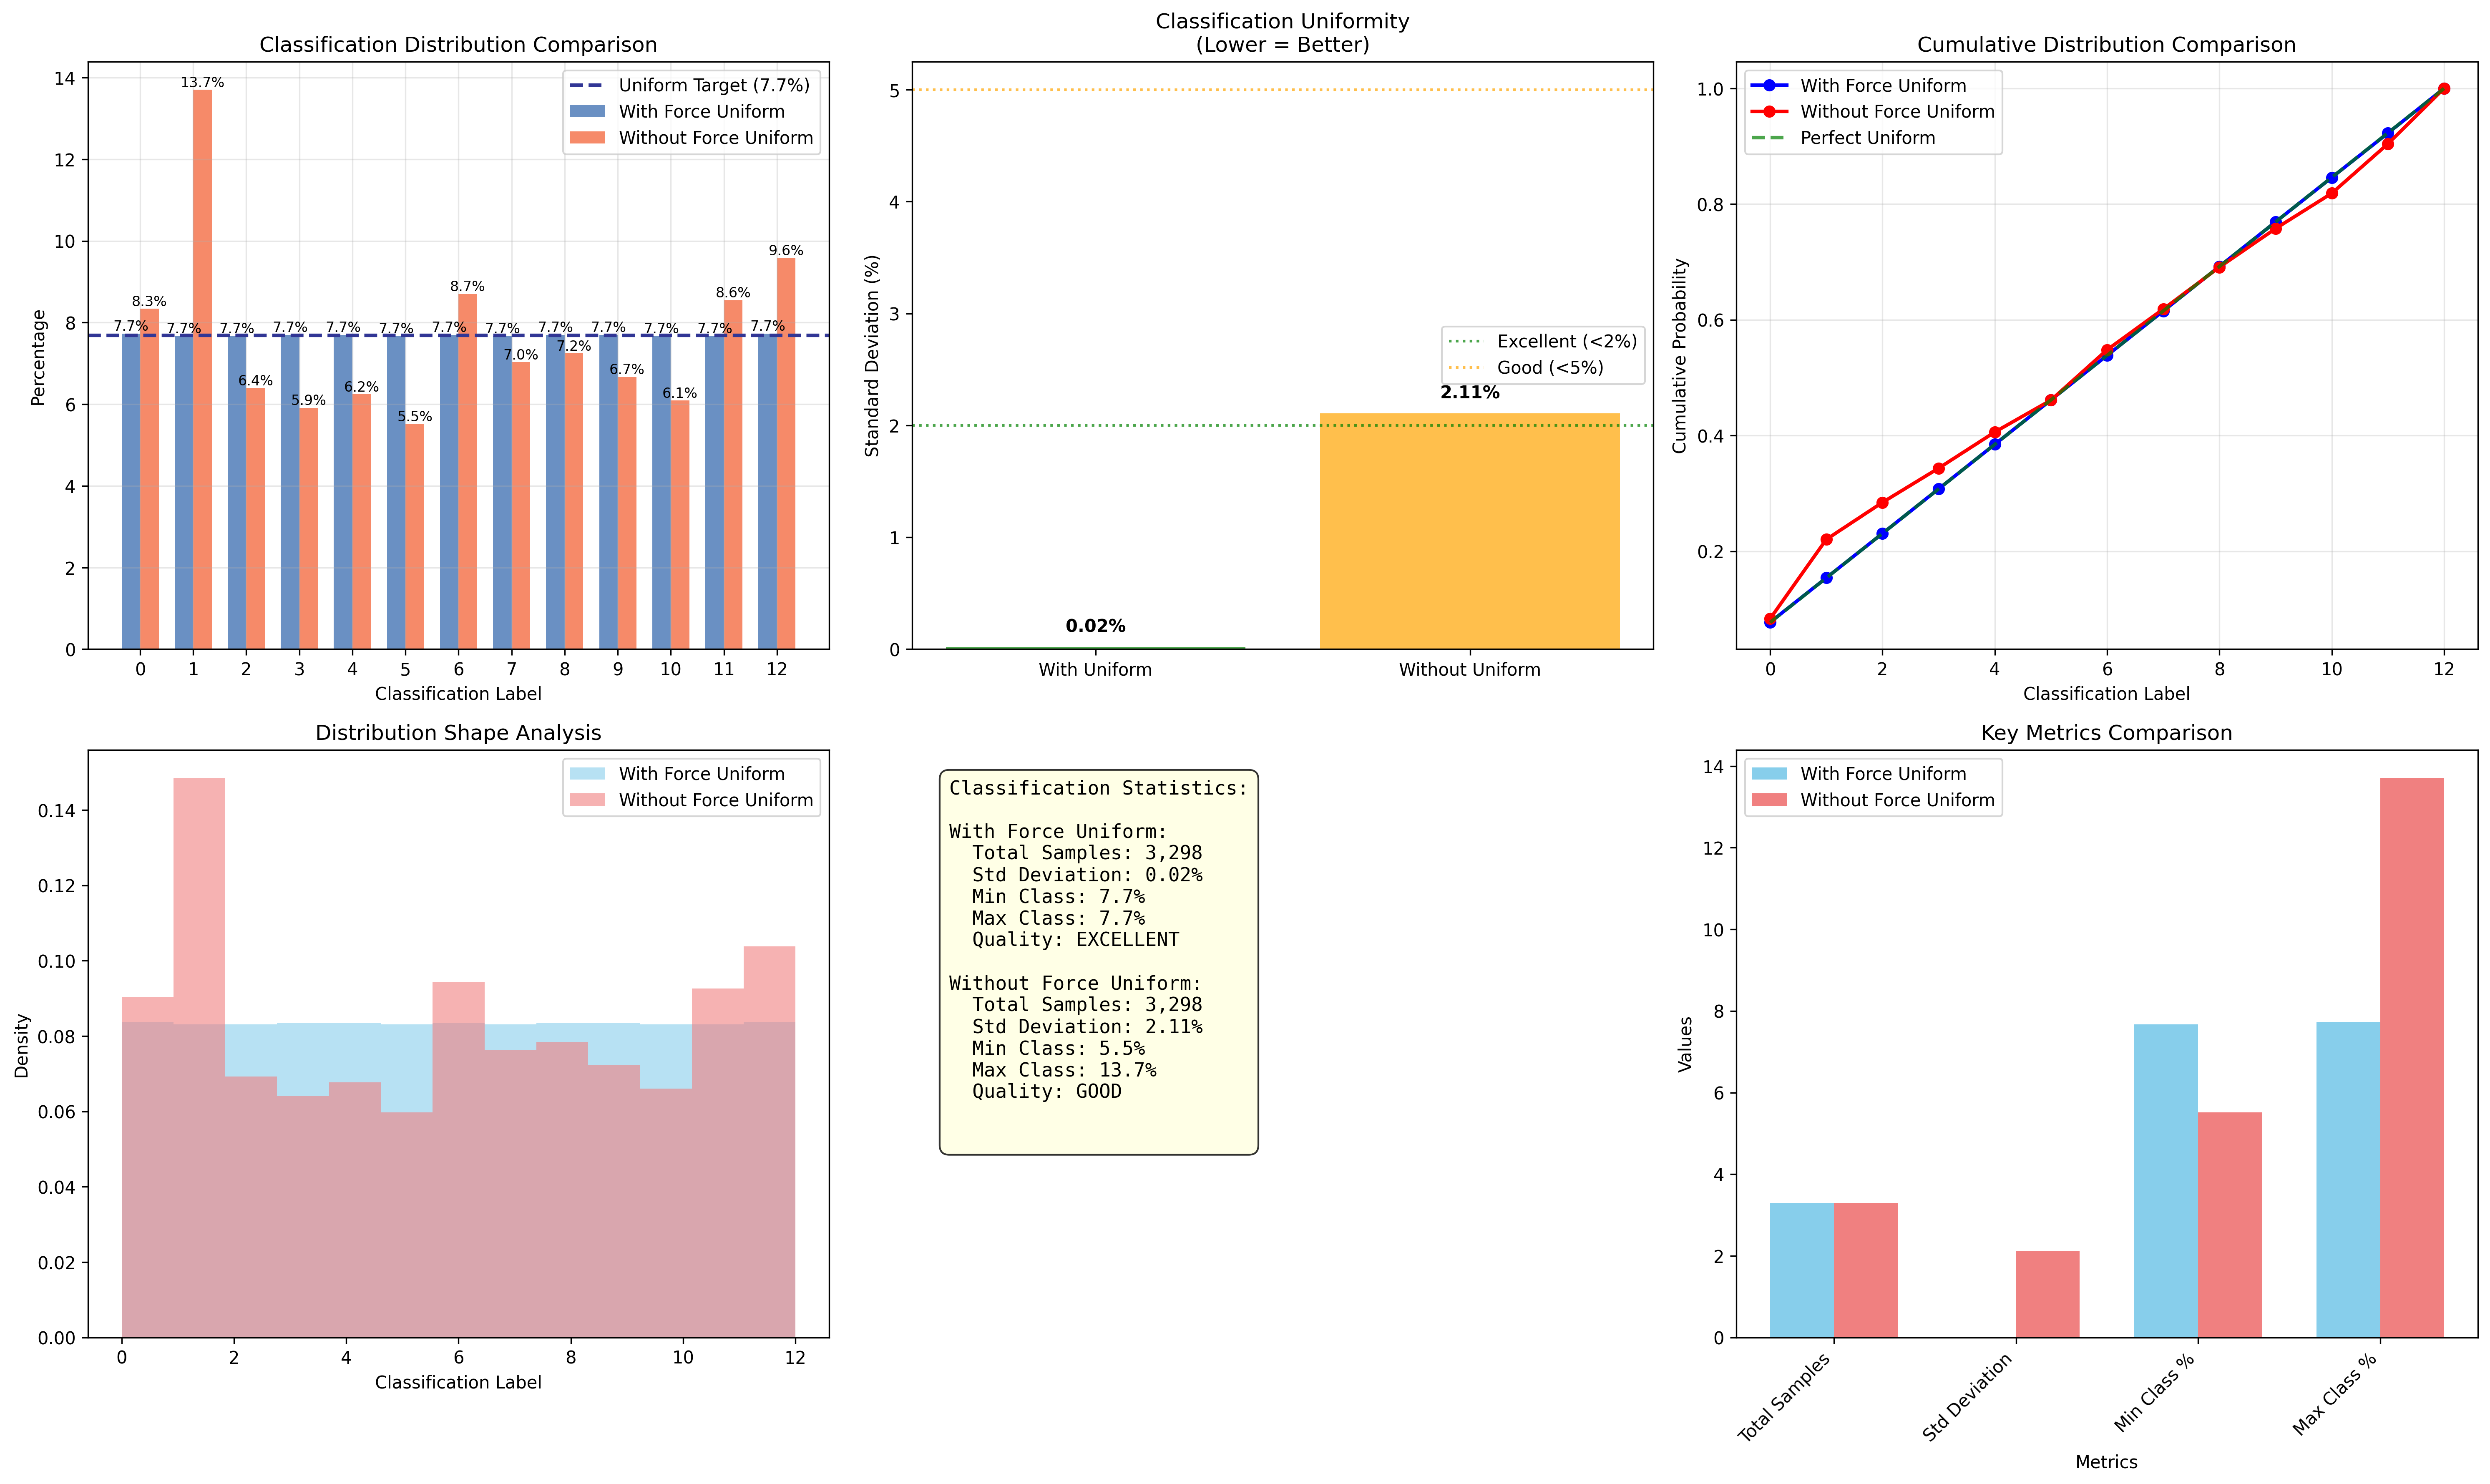 Classification Distribution Comparison
14
12
10
8
6
4
2
0
Percentage
13.7%
9.6%
8.7%
8.6%
8.3%
7.7%
7.7%
7.7%
7.7%
7.7%
7.7%
7.7%
7.7%
7.7%
7.7%
7.7%
7.7%
7.7%
7.2%
7.0%
6.7%
6.4%
6.2%
6.1%
5.9%
5.5%
Uniform Target (7.7%)
With Force Uniform
Without Force Uniform
0 1 2 3 4 5 6 7 8 9 10 11 12
Classification Label
Classification Uniformity
(Lower = Better)
5
4
3
2
1
0
Standard Deviation (%)
Excellent (<2%)
Good (<5%)
2.11%
0.02%
With Uniform Without Uniform
Cumulative Distribution Comparison
1.0
0.8
0.6
0.4
0.2
Cumulative Probability
With Force Uniform
Without Force Uniform
Perfect Uniform
0 2 4 6 8 10 12
Classification Label
Distribution Shape Analysis
0.14
0.12
0.10
0.08
0.06
0.04
0.02
0.00
Density
With Force Uniform
Without Force Uniform
0 2 4 6 8 10 12
Classification Label
Classification Statistics:
With Force Uniform:
Total Samples: 3,298
Std Deviation: 0.02%
Min Class: 7.7%
Max Class: 7.7%
Quality: EXCELLENT
Without Force Uniform:
Total Samples: 3,298
Std Deviation: 2.11%
Min Class: 5.5%
Max Class: 13.7%
Quality: GOOD
Key Metrics Comparison
14
12
10
8
6
4
2
0
Values
With Force Uniform
Without Force Uniform
Total Samples
Std Deviation
Min Class %
Max Class %
Metrics